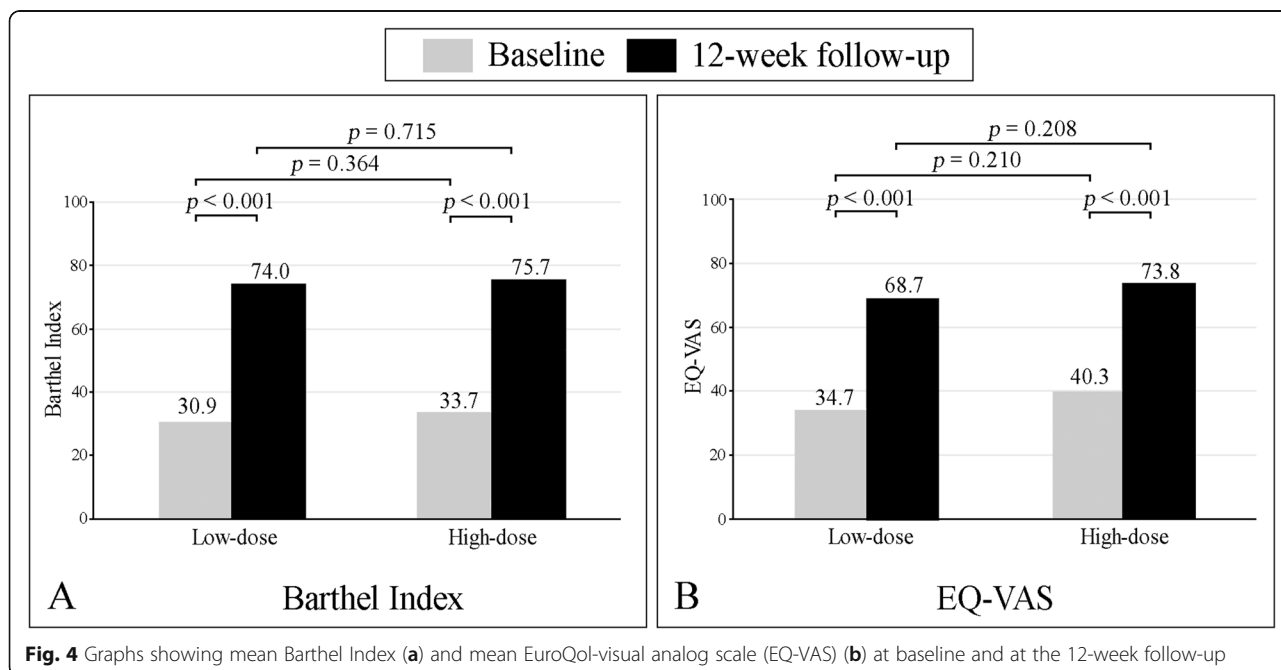 Baseline 12-week follow-up
p = 0.715
p = 0.364
p < 0.001 p < 0.001
100
80
60
40
20
0
Barthel Index
74.0
75.7
30.9
33.7
Low-dose High-dose
A Barthel Index
p = 0.208
p = 0.210
p < 0.001 p < 0.001
100
80
60
40
20
0
EQ-VAS
68.7
73.8
34.7
40.3
Low-dose High-dose
B EQ-VAS
Fig. 4 Graphs showing mean Barthel Index (a) and mean EuroQol-visual analog scale (EQ-VAS) (b) at baseline and at the 12-week follow-up